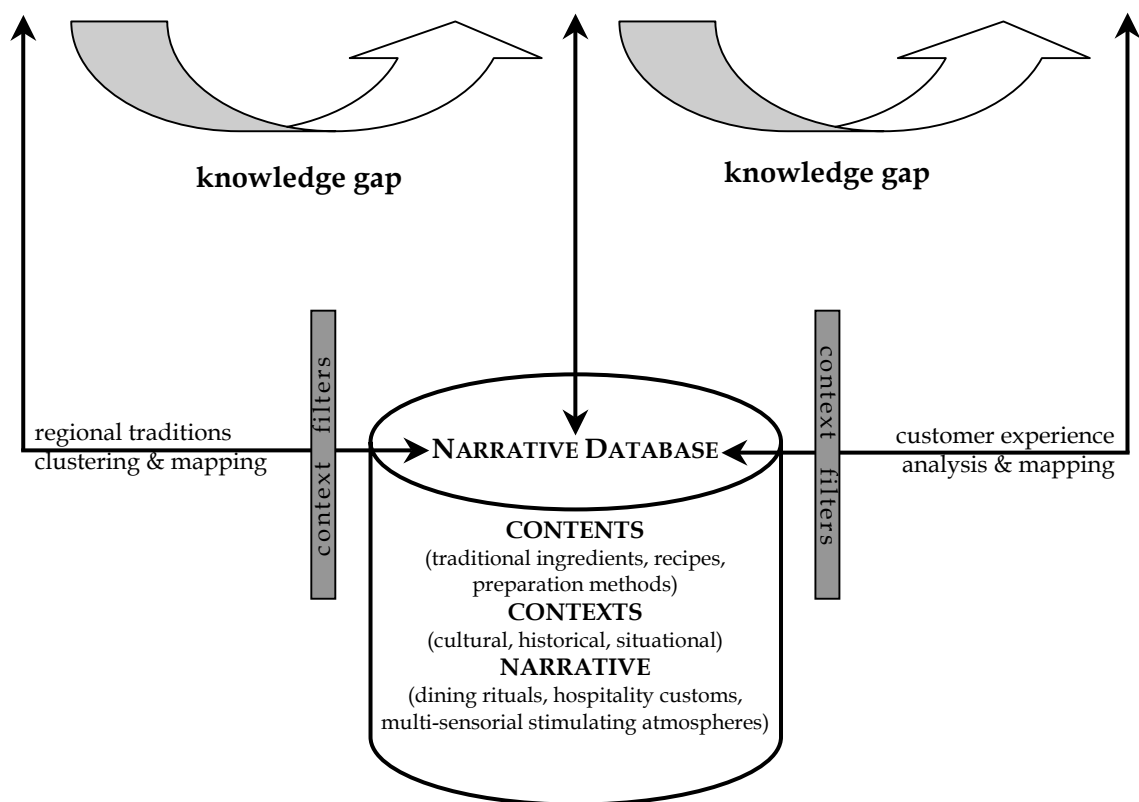 knowledge gap
knowledge gap
context filters
context filters
regional traditions
clustering & mapping
NARRATIVE DATABASE
customer experience
analysis & mapping
CONTENTS
(traditional ingredients, recipes,
preparation methods)
CONTEXTS
(cultural, historical, situational)
NARRATIVE
(dining rituals, hospitality customs,
multi-sensorial stimulating atmospheres)